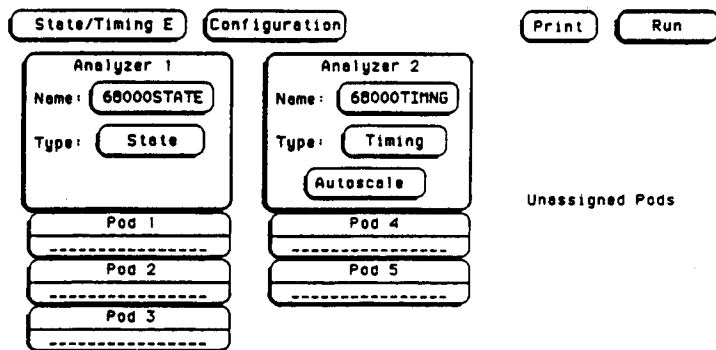 State/Timing E Configuration Print Run
Analyzer 1 Analyzer 2
Name: 68000STATE Name: 68000TIMNG
Type: State Type: Timing
Autoscale
Unassigned Pods
Pod 1 Pod 4
---------------- ----------------
Pod 2 Pod 5
---------------- ----------------
Pod 3
----------------